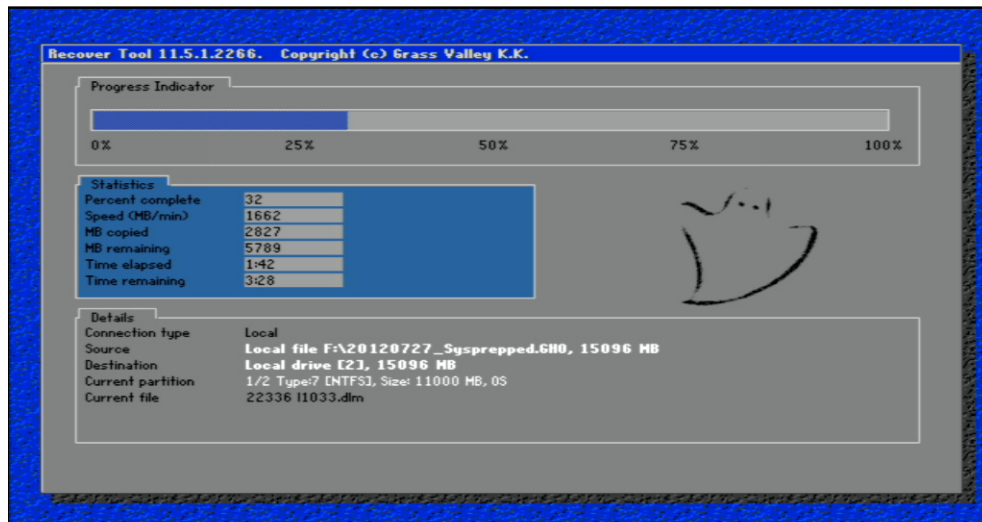 Recover Tool 11.5.1.2266. Copyright (c) Grass Valley K.K.
Progress Indicator
0% 25% 50% 75% 100%
Statistics
Percent complete 32
Speed (MB/min) 1662
MB copied 2827
MB remaining 5789
Time elapsed 1:42
Time remaining 3:28
Details
Connection type Local
Source Local file F:\20120727_Sysprepped.GHO, 15096 MB
Destination Local drive [2], 15096 MB
Current partition 1/2 Type:7 [NTFS], Size: 11000 MB, OS
Current file 22336 l1033.dlm